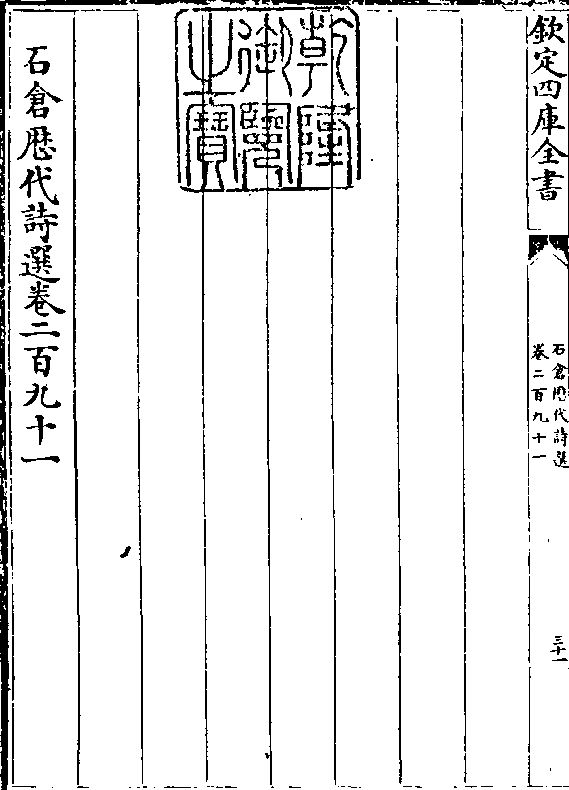 欽定四庫全書
石倉歴代詩選
卷二百九十一
三十一
乾隆
御覽
之寶
石倉歴代詩選卷二百九十一